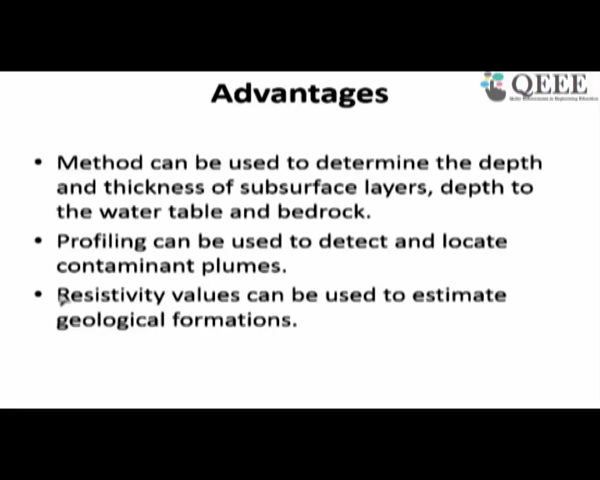 QEEE
Advantages
• Method can be used to determine the depth
and thickness of subsurface layers, depth to
the water table and bedrock.
• Profiling can be used to detect and locate
contaminant plumes.
• Resistivity values can be used to estimate
geological formations.